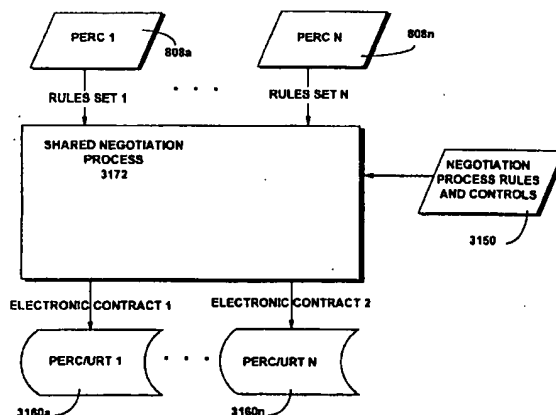 PERC 1
808a
PERC N
808n
RULES SET 1
. . .
RULES SET N
SHARED NEGOTIATION
PROCESS
3172
NEGOTIATION
PROCESS RULES
AND CONTROLS
3150
ELECTRONIC CONTRACT 1
ELECTRONIC CONTRACT 2
PERC/URT 1
. . .
PERC/URT N
3160a
3160n